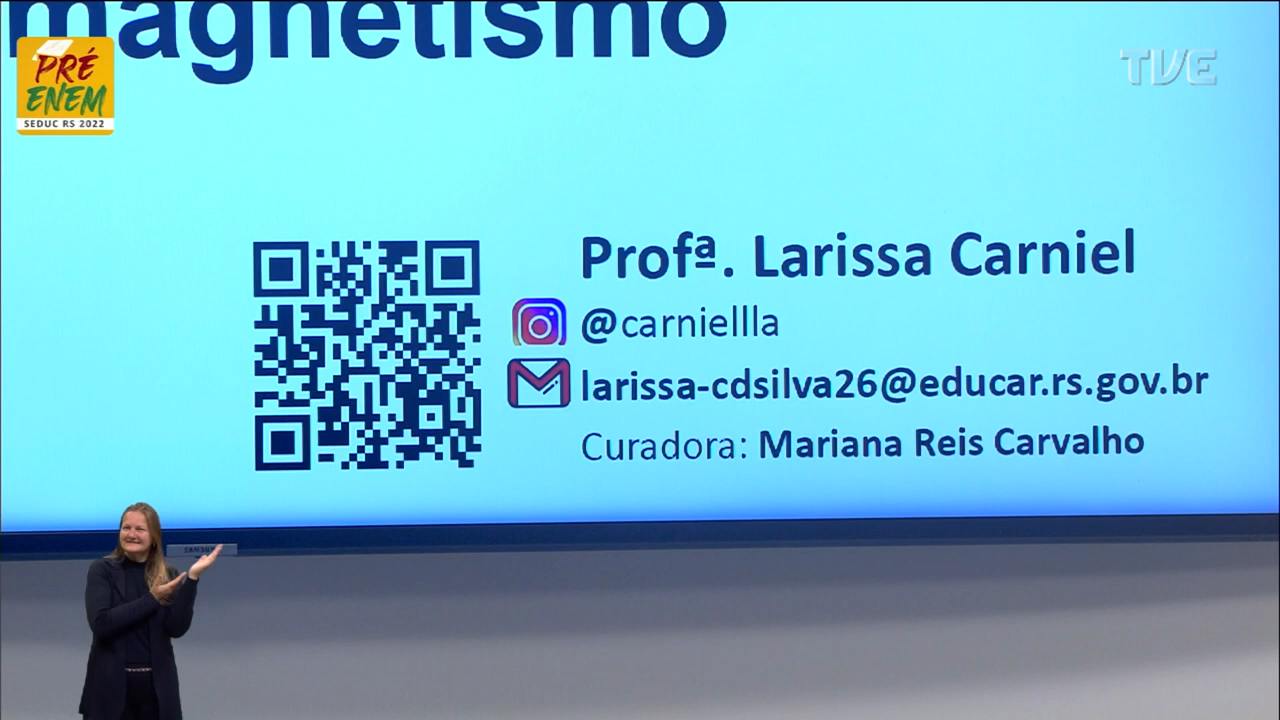 magnetismo
PRÉ
ENEM
SEDUC RS 2022
TVE
Profª. Larissa Carniel
@carniellla
larissa-cdsilva26@educar.rs.gov.br
Curadora: Mariana Reis Carvalho
SAMSUNG